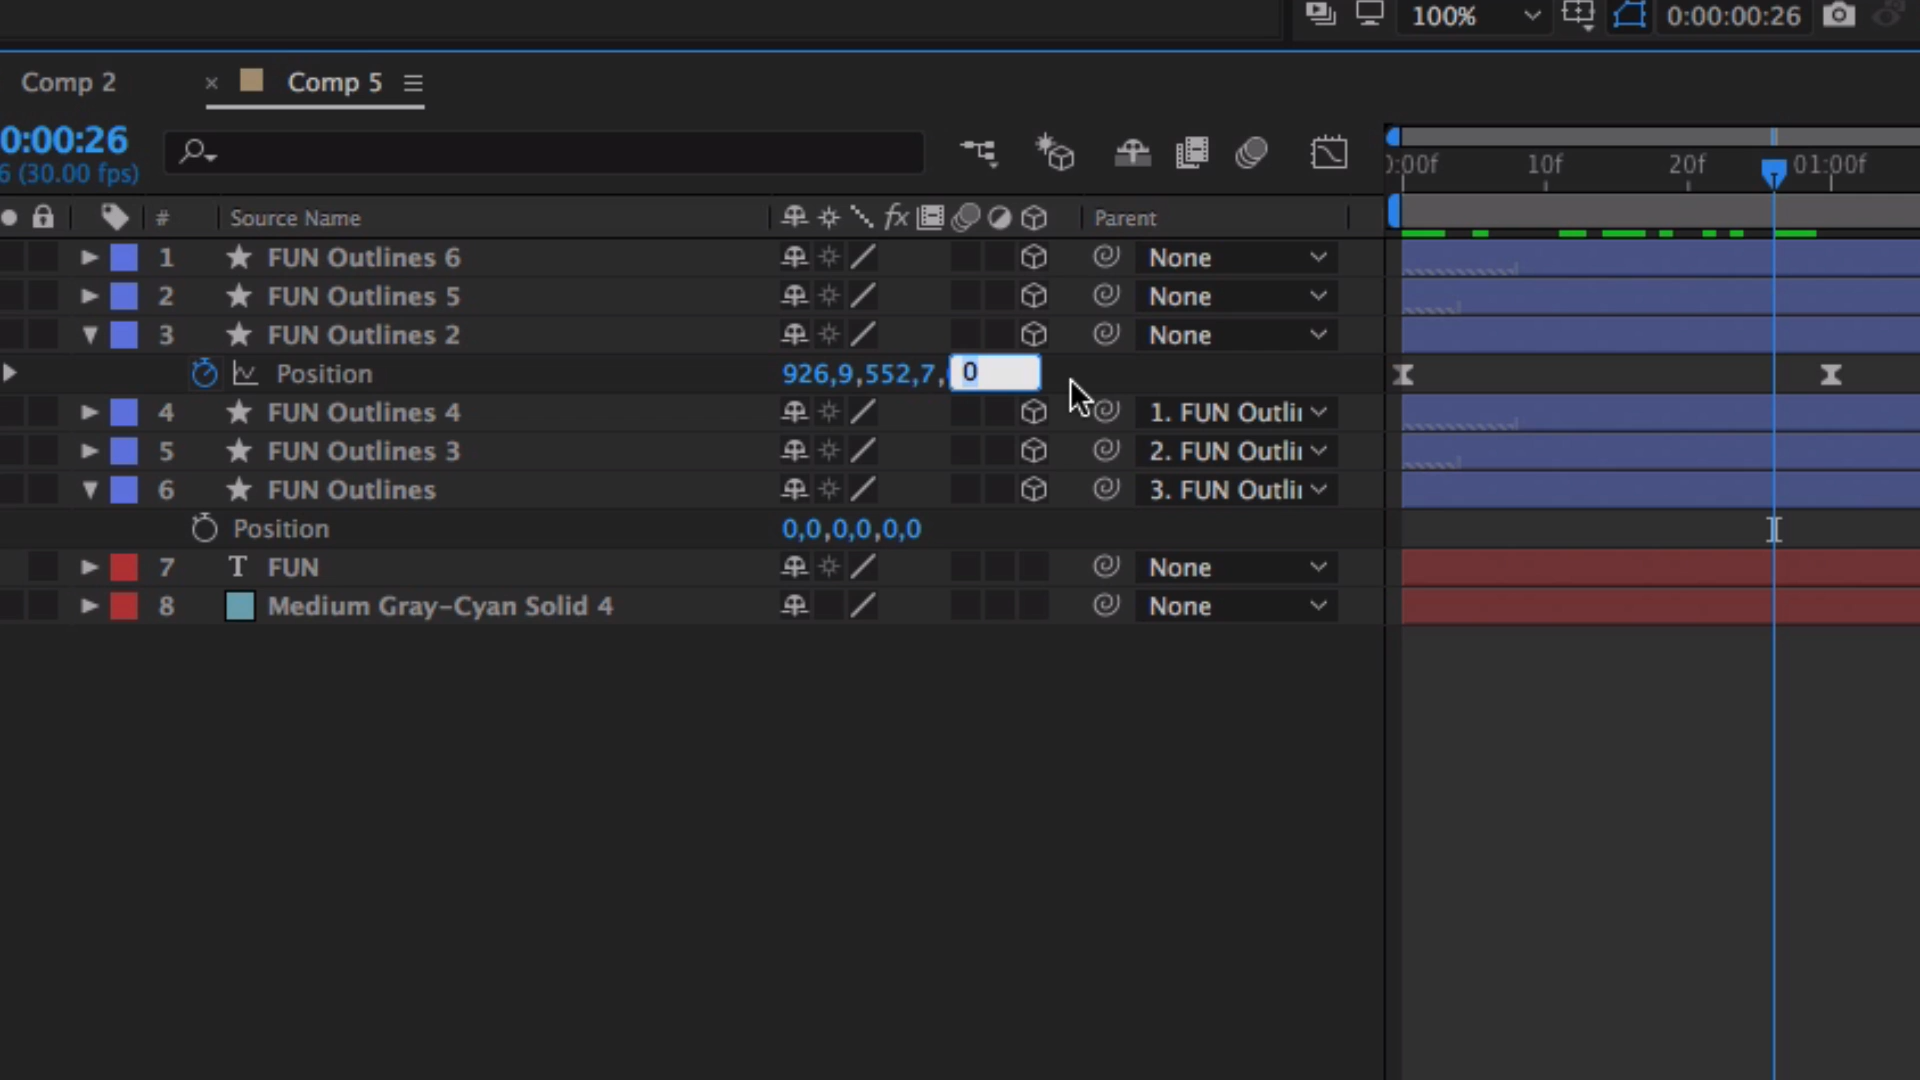 100% 0:00:00:26
Comp 2 × Comp 5
0:00:26
6 (30.00 fps)
:00f 10f 20f 01:00f
# Source Name fx Parent
1 FUN Outlines 6 None
2 FUN Outlines 5 None
3 FUN Outlines 2 None
Position 926,9,552,7, 0
4 FUN Outlines 4 1. FUN Outli
5 FUN Outlines 3 2. FUN Outli
6 FUN Outlines 3. FUN Outli
Position 0,0,0,0,0,0
7 T FUN None
8 Medium Gray-Cyan Solid 4 None